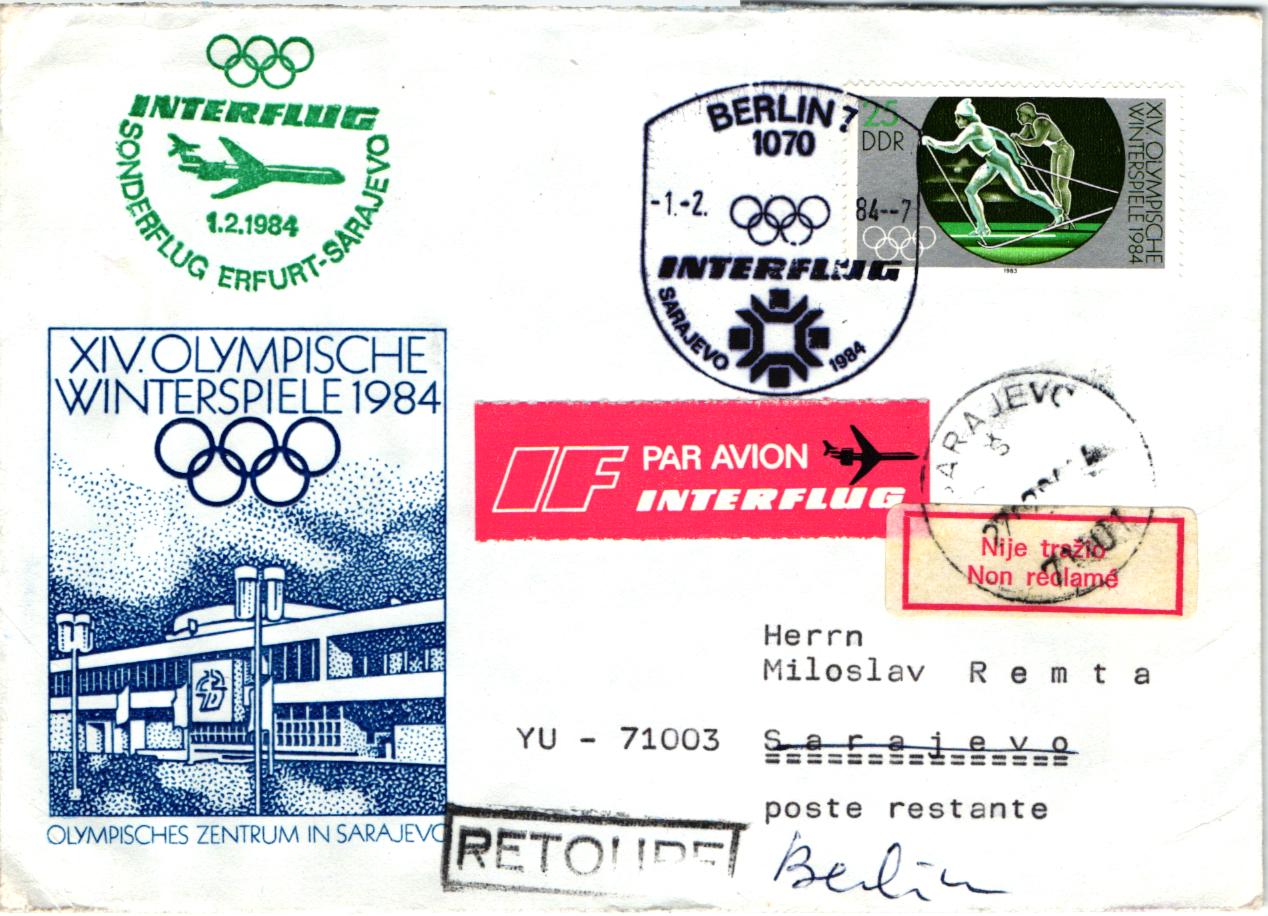 INTERFLUG
SONDERFLUG ERFURT-SARAJEVO
1.2.1984
BERLIN 7
1070
-1.-2. 84--7
INTERFLUG
SARAJEVO 1984
25
DDR
XIV. OLYMPISCHE
WINTERSPIELE 1984
1983
XIV. OLYMPISCHE
WINTERSPIELE 1984
OLYMPISCHES ZENTRUM IN SARAJEVO
IF PAR AVION
INTERFLUG
SARAJEVO
Nije tražio
Non réclamé
Herrn
Miloslav Remta
YU - 71003 Sarajevo
poste restante
Berlin
RETOUR